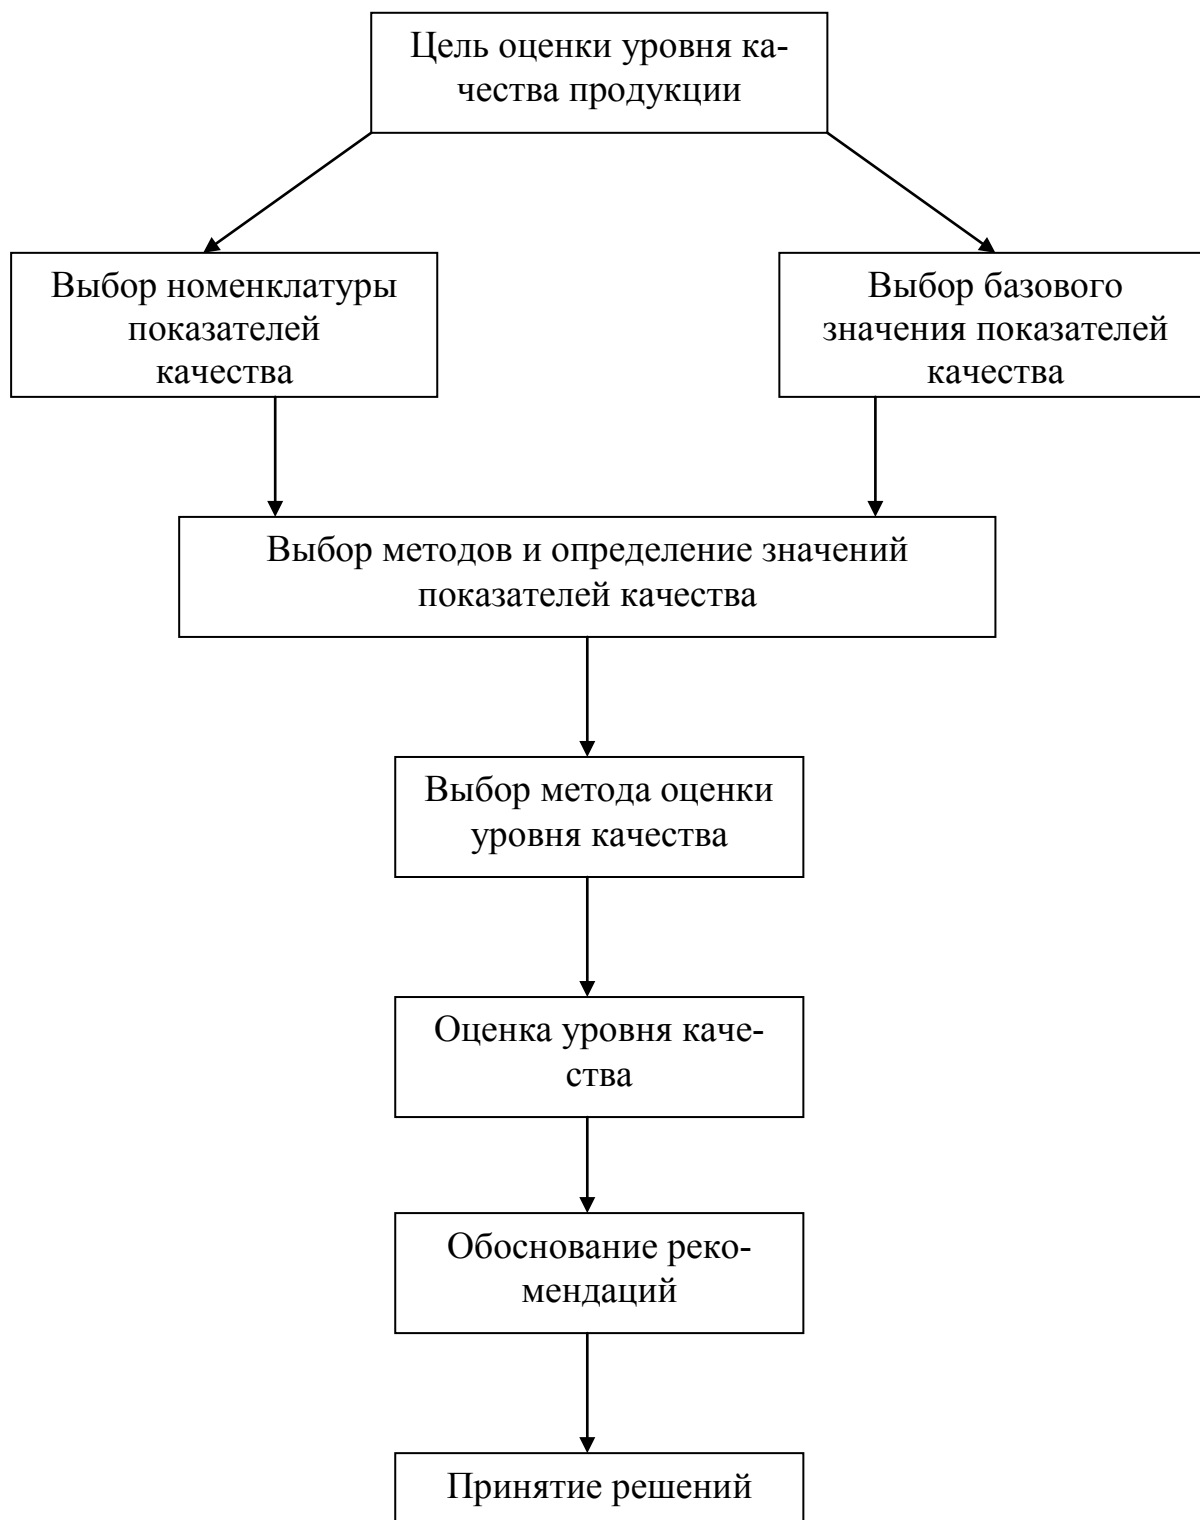 Цель оценки уровня ка-
чества продукции
Выбор номенклатуры
показателей
качества
Выбор базового
значения показателей
качества
Выбор методов и определение значений
показателей качества
Выбор метода оценки
уровня качества
Оценка уровня каче-
ства
Обоснование реко-
мендаций
Принятие решений